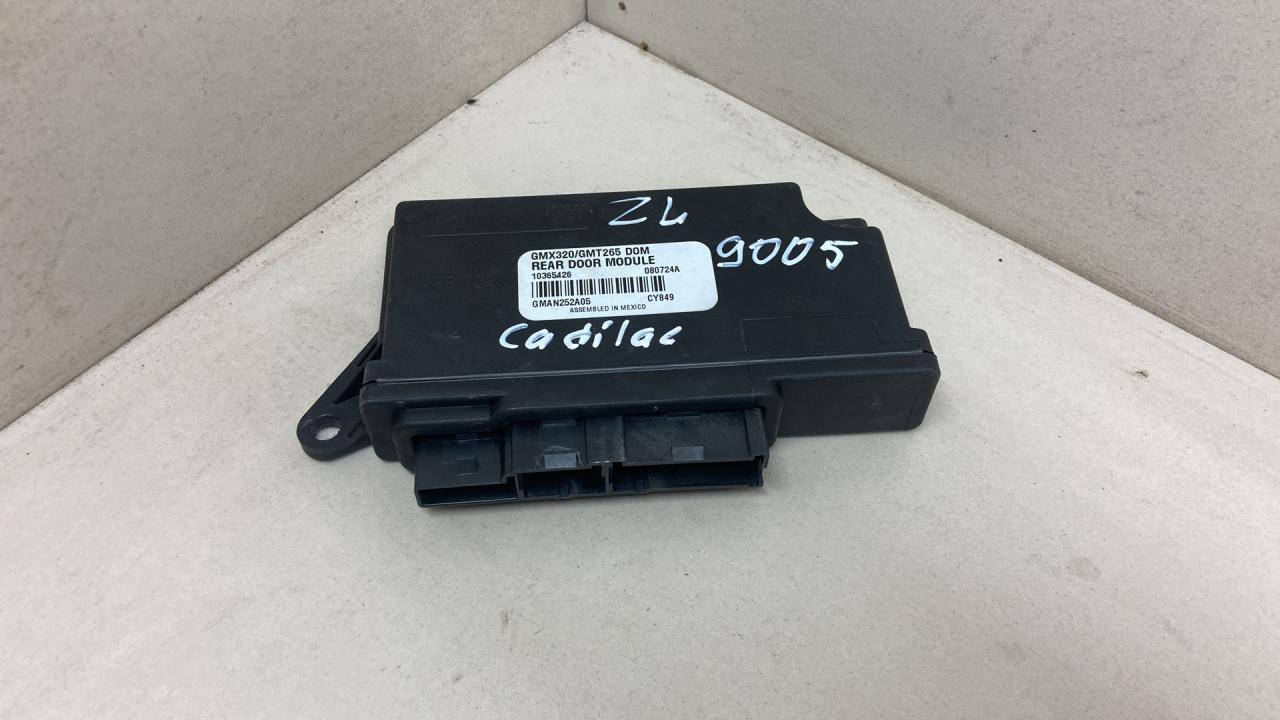 ZL
9005
GMX320/GMT265 DOM
REAR DOOR MODULE
10365426 080724A
GMAN252A05 CY849
ASSEMBLED IN MEXICO
Cadilac